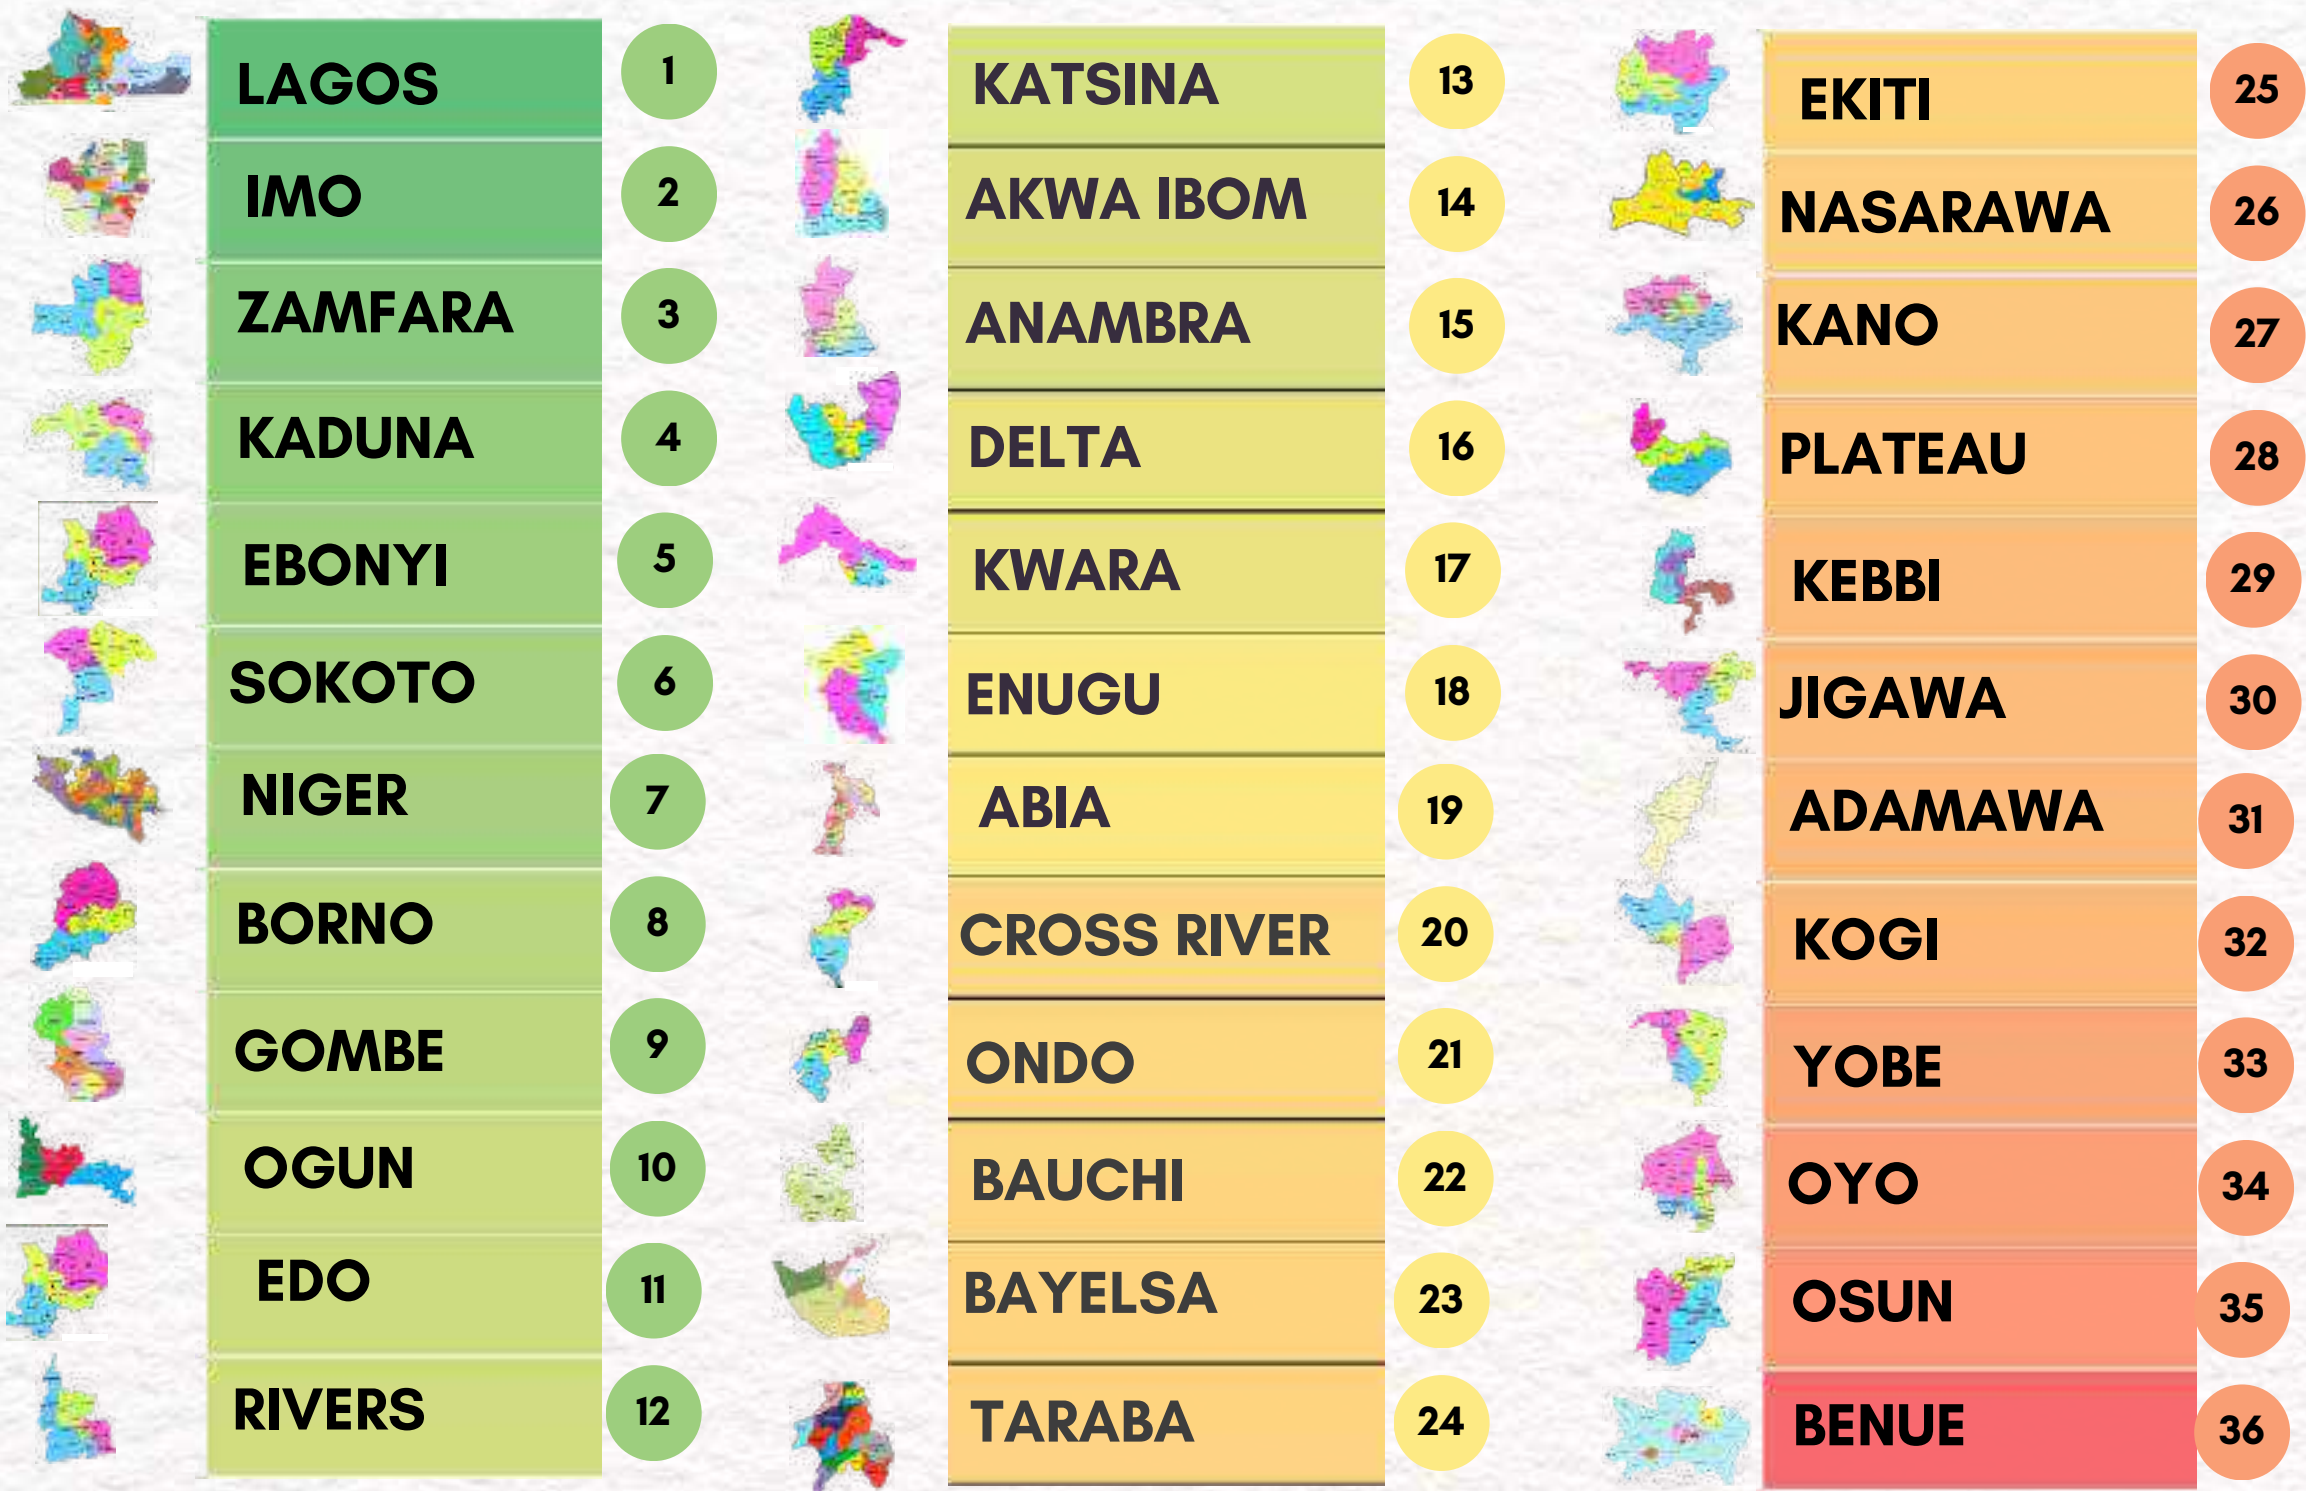 LAGOS 1
IMO 2
ZAMFARA 3
KADUNA 4
EBONYI 5
SOKOTO 6
NIGER 7
BORNO 8
GOMBE 9
OGUN 10
EDO 11
RIVERS 12
KATSINA 13
AKWA IBOM 14
ANAMBRA 15
DELTA 16
KWARA 17
ENUGU 18
ABIA 19
CROSS RIVER 20
ONDO 21
BAUCHI 22
BAYELSA 23
TARABA 24
EKITI 25
NASARAWA 26
KANO 27
PLATEAU 28
KEBBI 29
JIGAWA 30
ADAMAWA 31
KOGI 32
YOBE 33
OYO 34
OSUN 35
BENUE 36